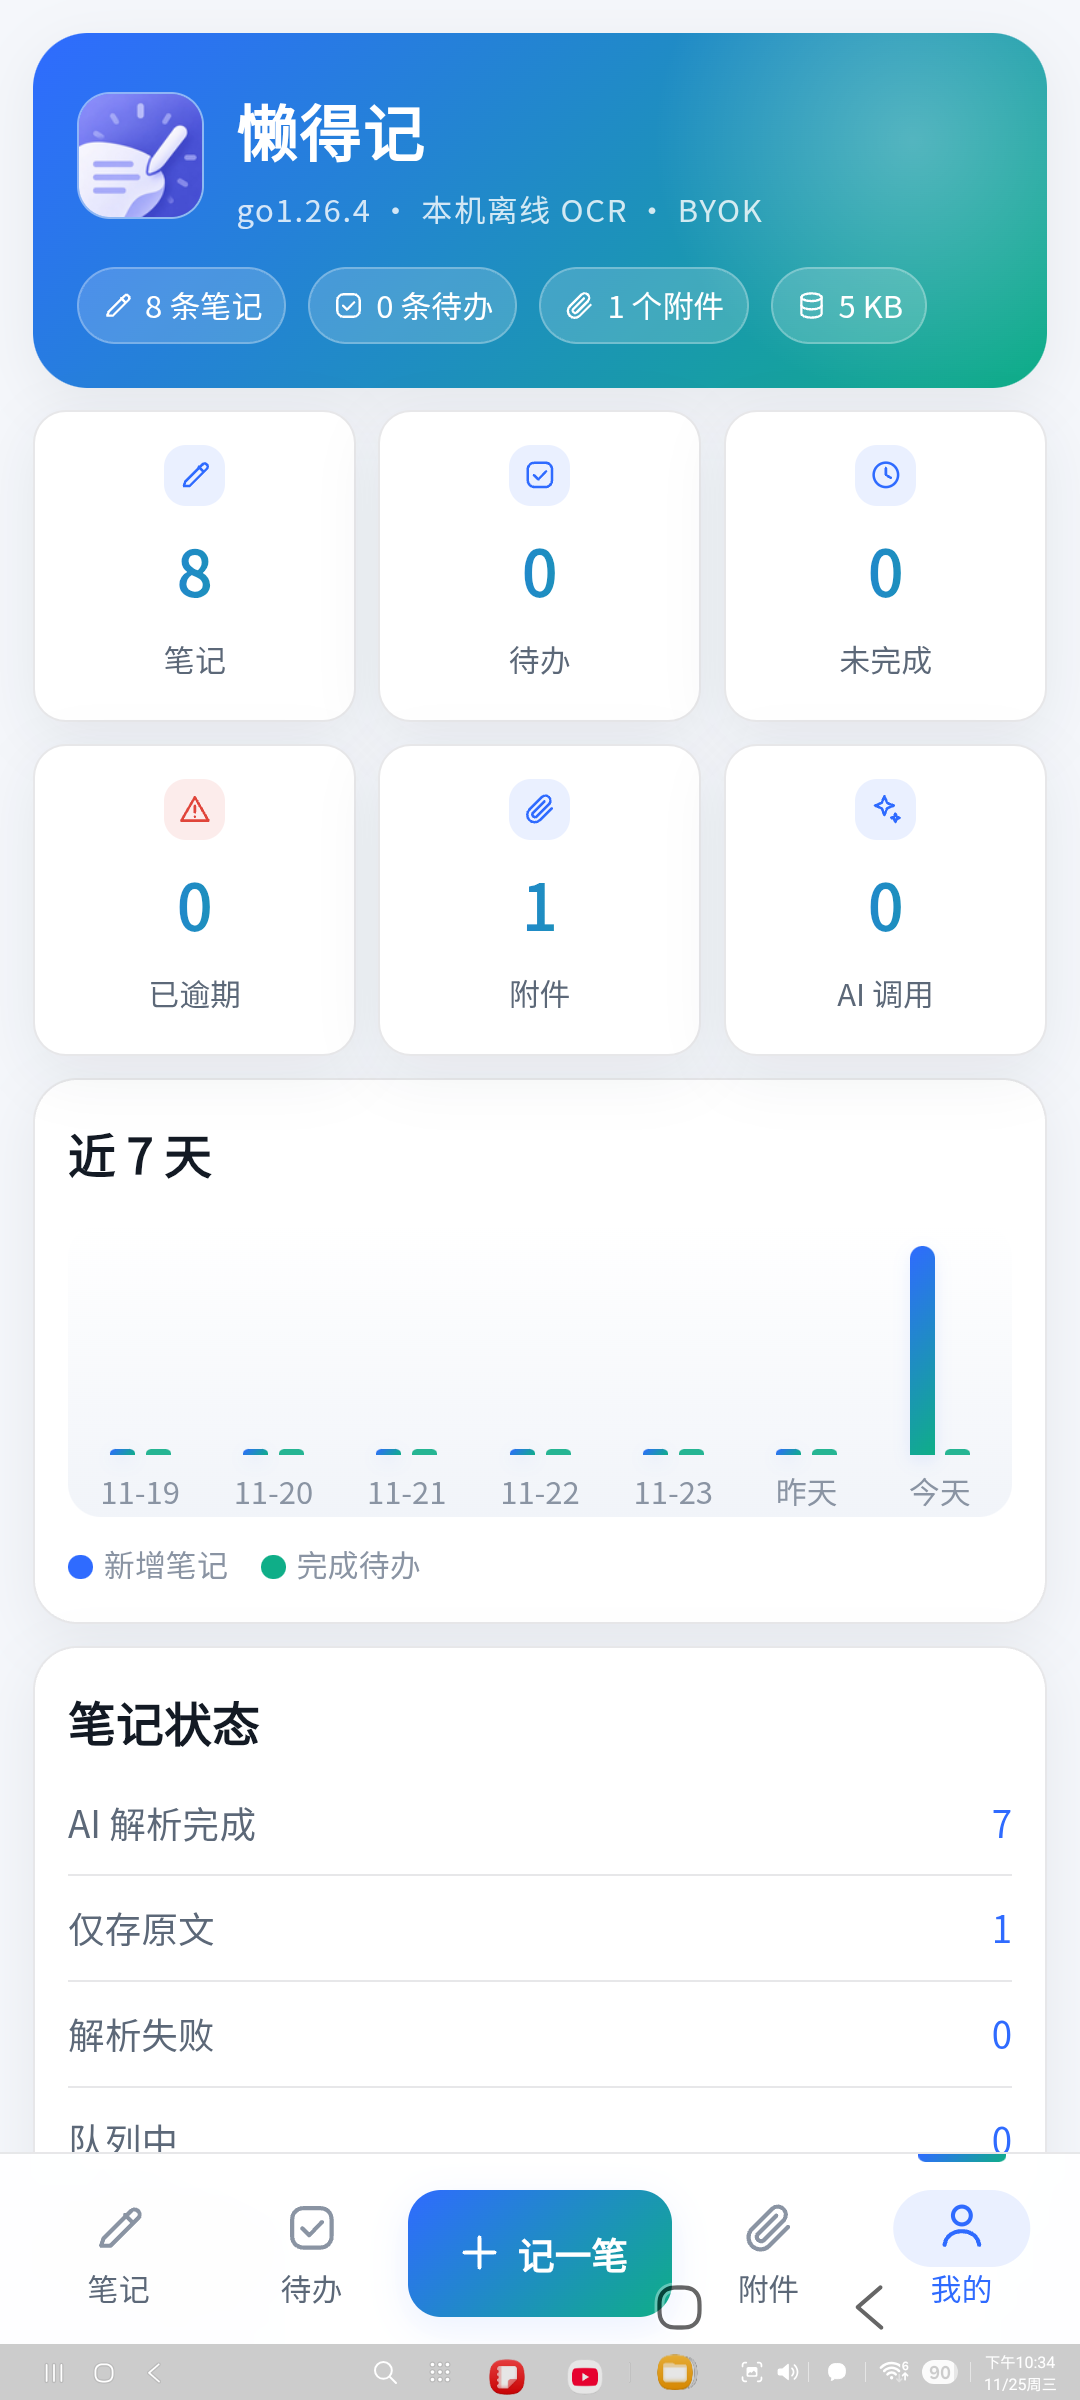 懒得记
go1.26.4 • 本机离线 OCR • BYOK
8 条笔记 0 条待办 1 个附件 5 KB
8 0 0
笔记 待办 未完成
0 1 0
已逾期 附件 AI 调用
近 7 天
11-19 11-20 11-21 11-22 11-23 昨天 今天
新增笔记 完成待办
笔记状态
AI 解析完成 7
仅存原文 1
解析失败 0
队列中 0
笔记 待办 + 记一笔 附件 我的
6 90 下午10:34
11/25周三